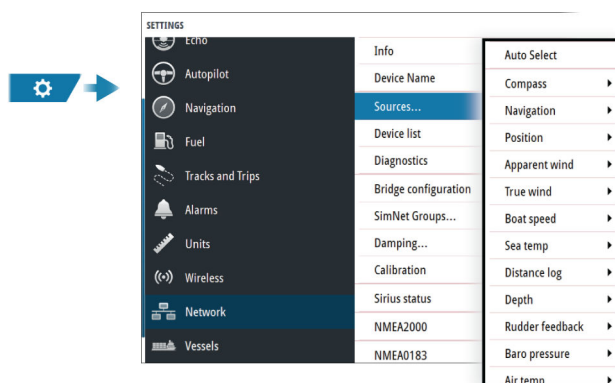 SETTINGS
Echo
Autopilot
Navigation
Fuel
Tracks and Trips
Alarms
Units
Wireless
Network
Vessels
Info
Device Name
Sources...
Device list
Diagnostics
Bridge configuration
SimNet Groups...
Damping...
Calibration
Sirius status
NMEA2000
NMEA0183
Auto Select
Compass
Navigation
Position
Apparent wind
True wind
Boat speed
Sea temp
Distance log
Depth
Rudder feedback
Baro pressure
Air temp